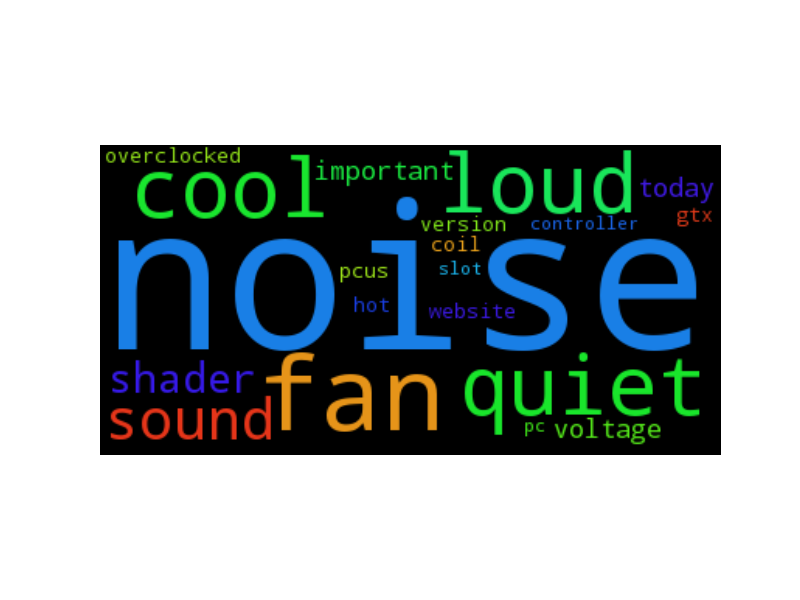 overclocked
cool
important
loud
today
gtx
version
controller
coil
noise
pcus
slot
hot
website
shader
fan
quiet
sound
pc
voltage